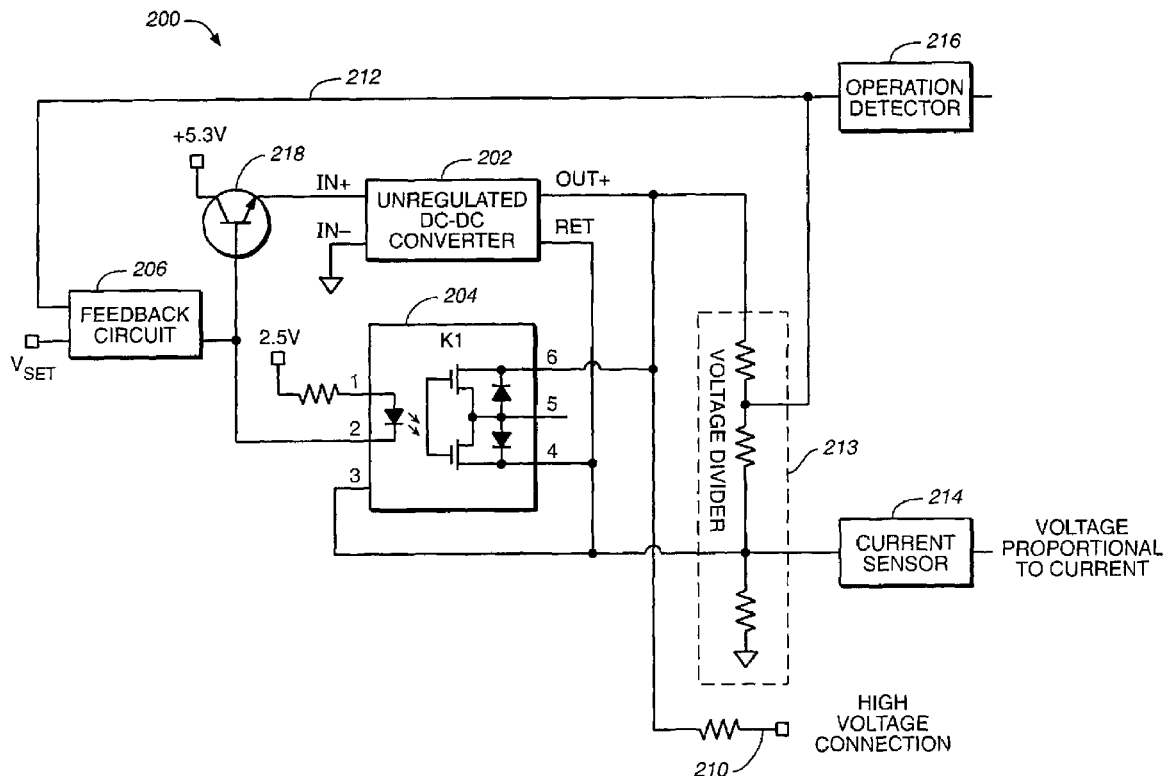 200
212
216
OPERATION
DETECTOR
+5.3V
218
202
IN+
OUT+
UNREGULATED
DC-DC
CONVERTER
IN–
RET
206
FEEDBACK
CIRCUIT
VSET
204
2.5V
K1
1
2
3
6
5
4
VOLTAGE DIVIDER
213
214
CURRENT
SENSOR
VOLTAGE
PROPORTIONAL
TO CURRENT
HIGH
VOLTAGE
CONNECTION
210